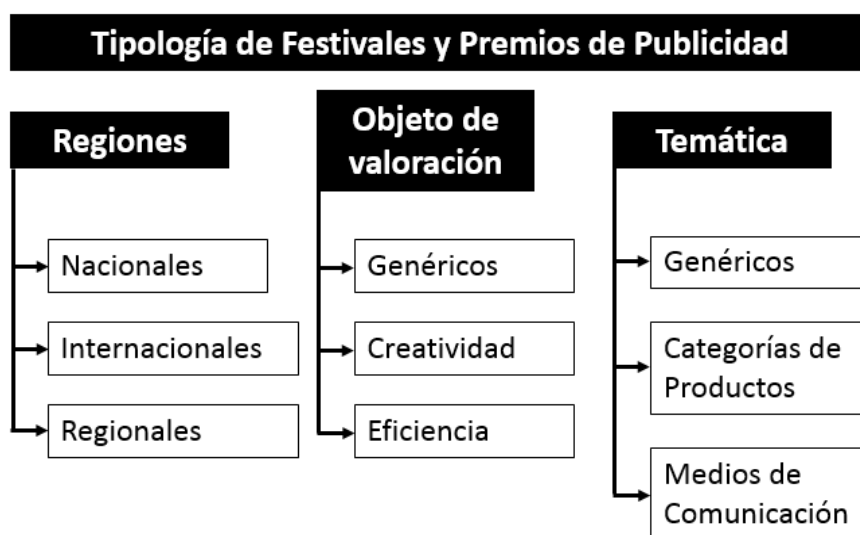 Tipología de Festivales y Premios de Publicidad
Regiones
Nacionales
Internacionales
Regionales
Objeto de
valoración
Genéricos
Creatividad
Eficiencia
Temática
Genéricos
Categorías de
Productos
Medios de
Comunicación